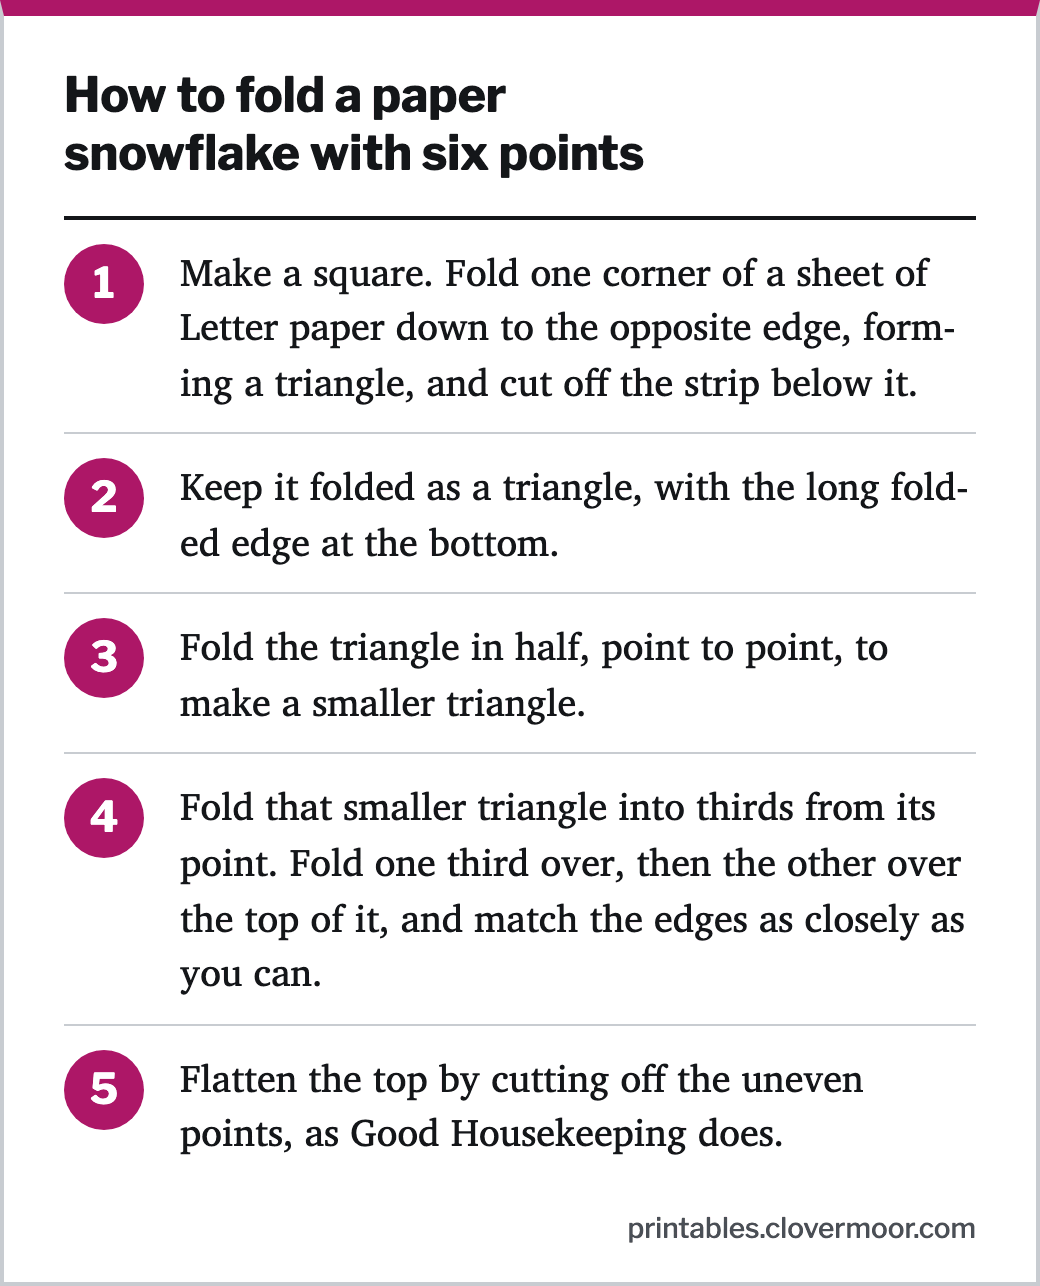 How to fold a paper
snowflake with six points
1
Make a square. Fold one corner of a sheet of
Letter paper down to the opposite edge, form-
ing a triangle, and cut off the strip below it.
2
Keep it folded as a triangle, with the long fold-
ed edge at the bottom.
3
Fold the triangle in half, point to point, to
make a smaller triangle.
4
Fold that smaller triangle into thirds from its
point. Fold one third over, then the other over
the top of it, and match the edges as closely as
you can.
5
Flatten the top by cutting off the uneven
points, as Good Housekeeping does.
printables.clovermoor.com